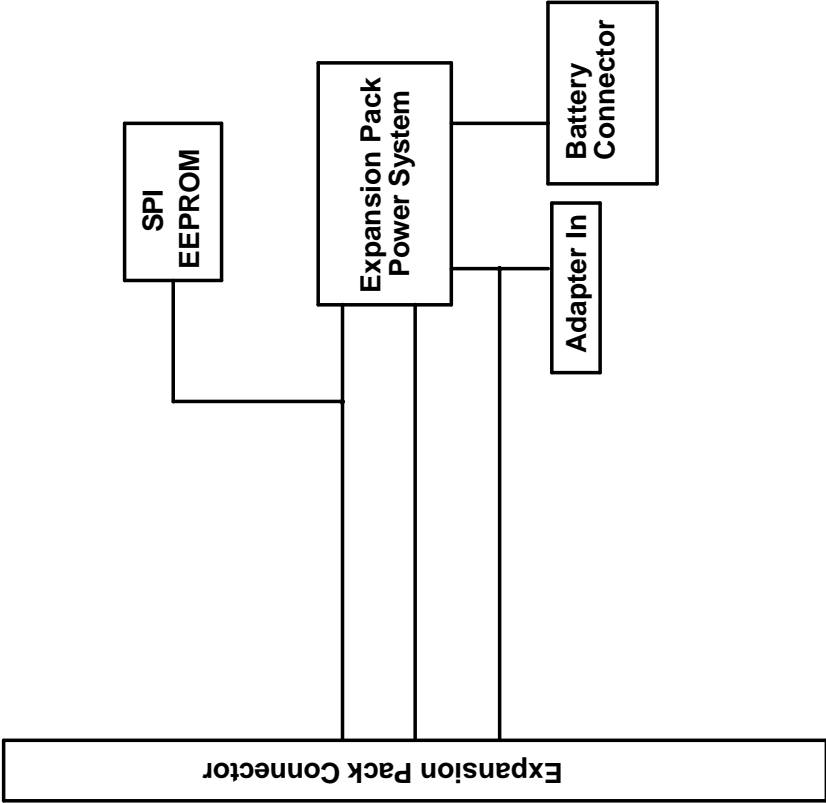 SPI
EEPROM
Expansion Pack
Power System
Battery
Connector
Adapter In
Expansion Pack Connector